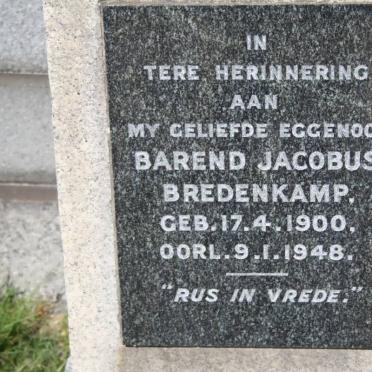 IN
TERE HERINNERING
AAN
MY GELIEFDE EGGENOO
BAREND JACOBUS
BREDENKAMP.
GEB. 17.4.1900.
OORL. 9.1.1948.
"RUS IN VREDE."